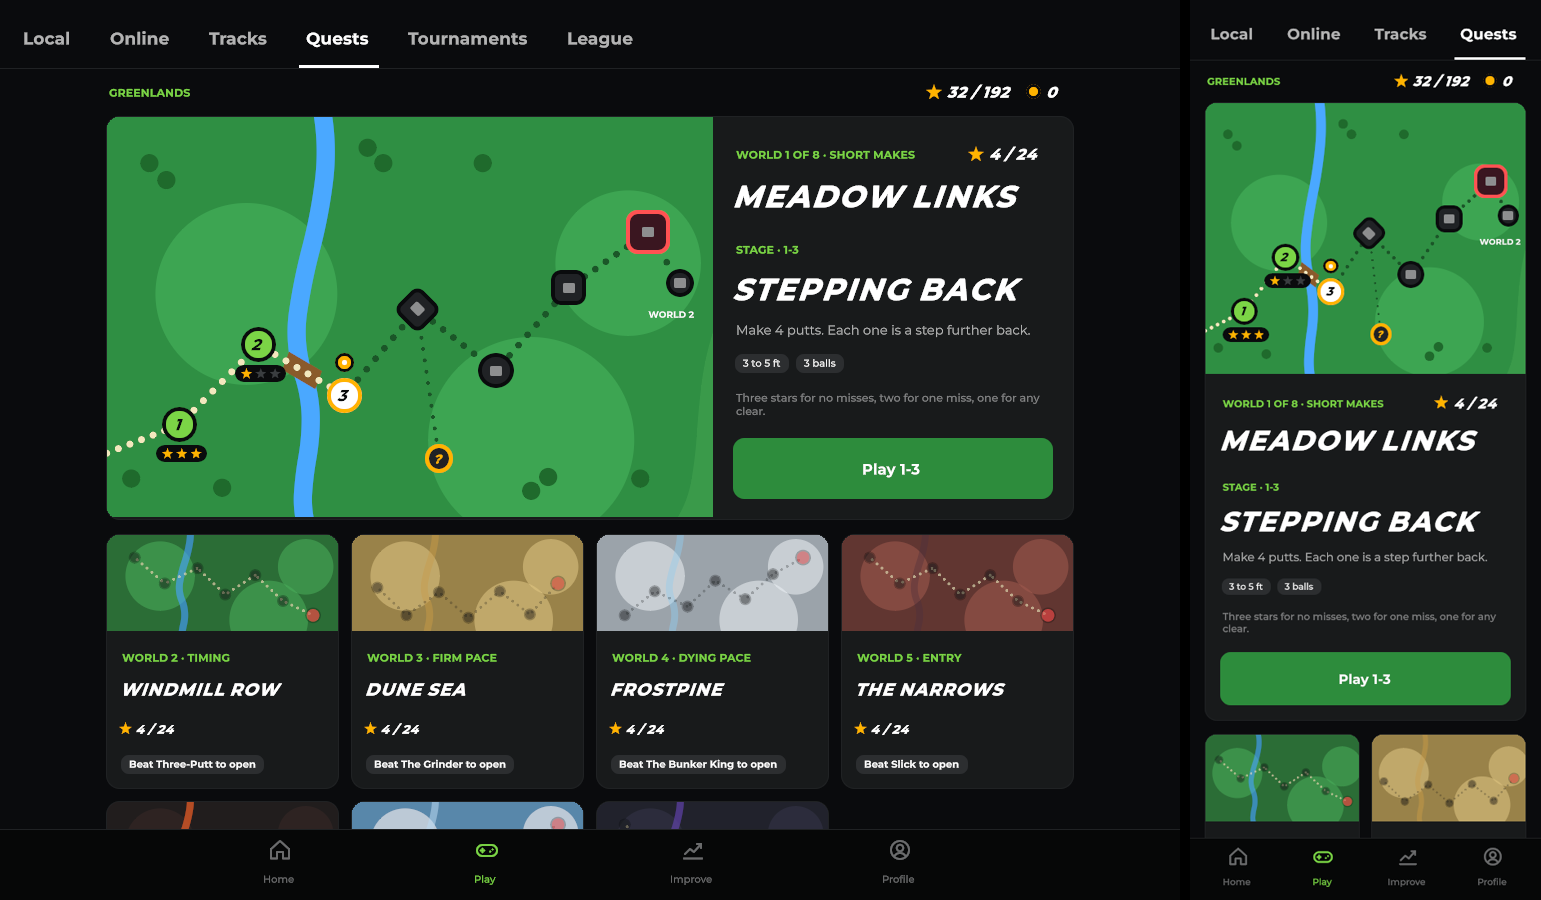 Local Online Tracks Quests Tournaments League
GREENLANDS
32 / 192 0
WORLD 1 OF 8 · SHORT MAKES
4 / 24
MEADOW LINKS
STAGE · 1-3
STEPPING BACK
Make 4 putts. Each one is a step further back.
3 to 5 ft 3 balls
Three stars for no misses, two for one miss, one for any
clear.
Play 1-3
1
2
3
?
WORLD 2
WORLD 2 · TIMING
WINDMILL ROW
4 / 24
Beat Three-Putt to open
WORLD 3 · FIRM PACE
DUNE SEA
4 / 24
Beat The Grinder to open
WORLD 4 · DYING PACE
FROSTPINE
4 / 24
Beat The Bunker King to open
WORLD 5 · ENTRY
THE NARROWS
4 / 24
Beat Slick to open
Home Play Improve Profile
Local Online Tracks Quests
GREENLANDS
32 / 192 0
1
2
3
?
WORLD 2
WORLD 1 OF 8 · SHORT MAKES
4 / 24
MEADOW LINKS
STAGE · 1-3
STEPPING BACK
Make 4 putts. Each one is a step further back.
3 to 5 ft 3 balls
Three stars for no misses, two for one miss, one for any
clear.
Play 1-3
Home Play Improve Profile